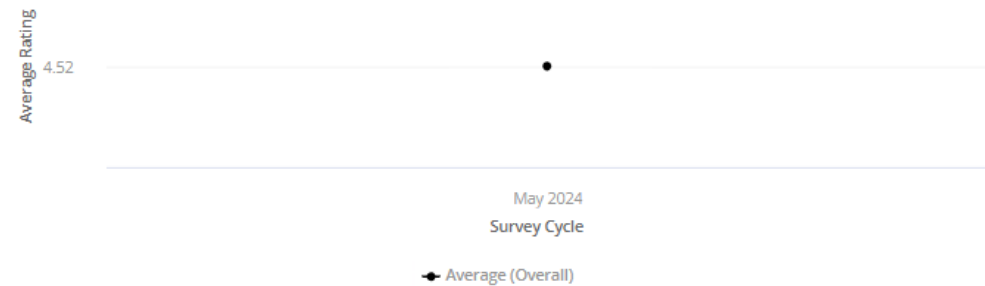 Average Rating
4.52
May 2024
Survey Cycle
Average (Overall)